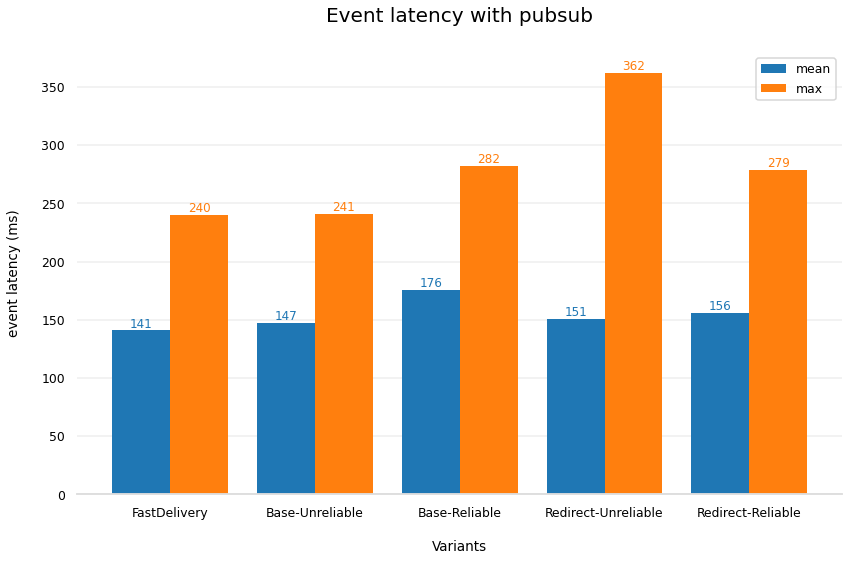 Event latency with pubsub
mean
max
event latency (ms)
350
300
250
200
150
100
50
0
141
240
147
241
176
282
151
362
156
279
FastDelivery
Base-Unreliable
Base-Reliable
Redirect-Unreliable
Redirect-Reliable
Variants